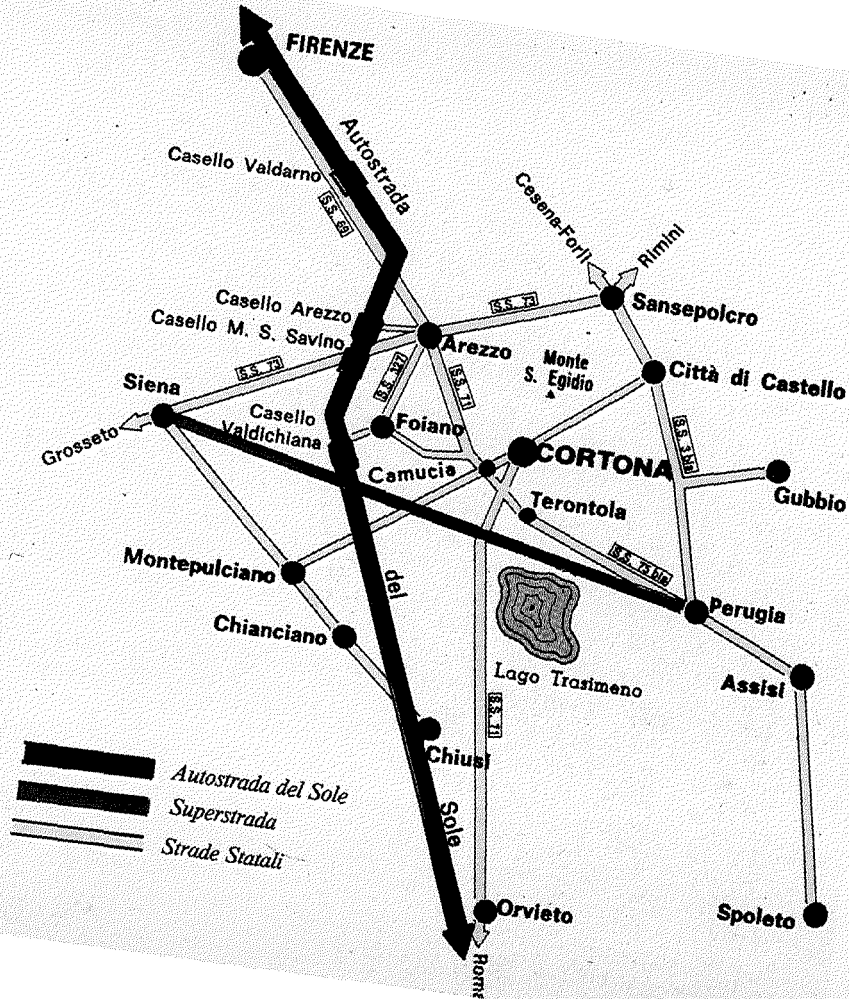 FIRENZE
Autostrada
Casello Valdarno
S.S. 69
Cesena-Forlì
Rimini
Casello Arezzo
S.S. 73
Sansepolcro
Casello M. S. Savino
Arezzo
Monte
S. Egidio
S.S. 73
S.S. 327
S.S. 71
Città di Castello
Siena
Grosseto
Casello
Valdichiana
Foiano
S.S. 3 bis
Camucia
CORTONA
Gubbio
Terontola
S.S. 75 bis
Montepulciano
del
Perugia
Chianciano
Lago Trasimeno
Assisi
S.S. 71
Chiusi
Autostrada del Sole
Superstrada
Strade Statali
Sole
Orvieto
Spoleto
Roma